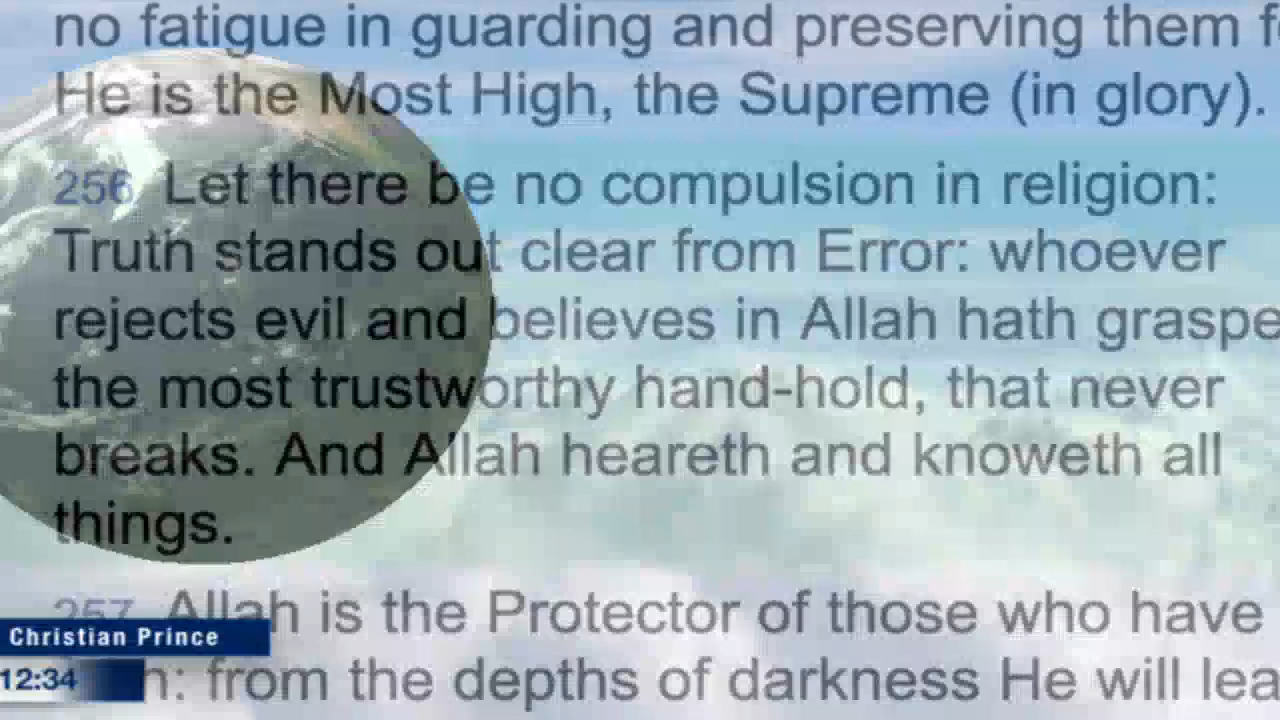 no fatigue in guarding and preserving them
He is the Most High, the Supreme (in glory).
256 Let there be no compulsion in religion:
Truth stands out clear from Error: whoever
rejects evil and believes in Allah hath graspe
the most trustworthy hand-hold, that never
breaks. And Allah heareth and knoweth all
things.
257 Allah is the Protector of those who have
n: from the depths of darkness He will lea
Christian Prince
12:34